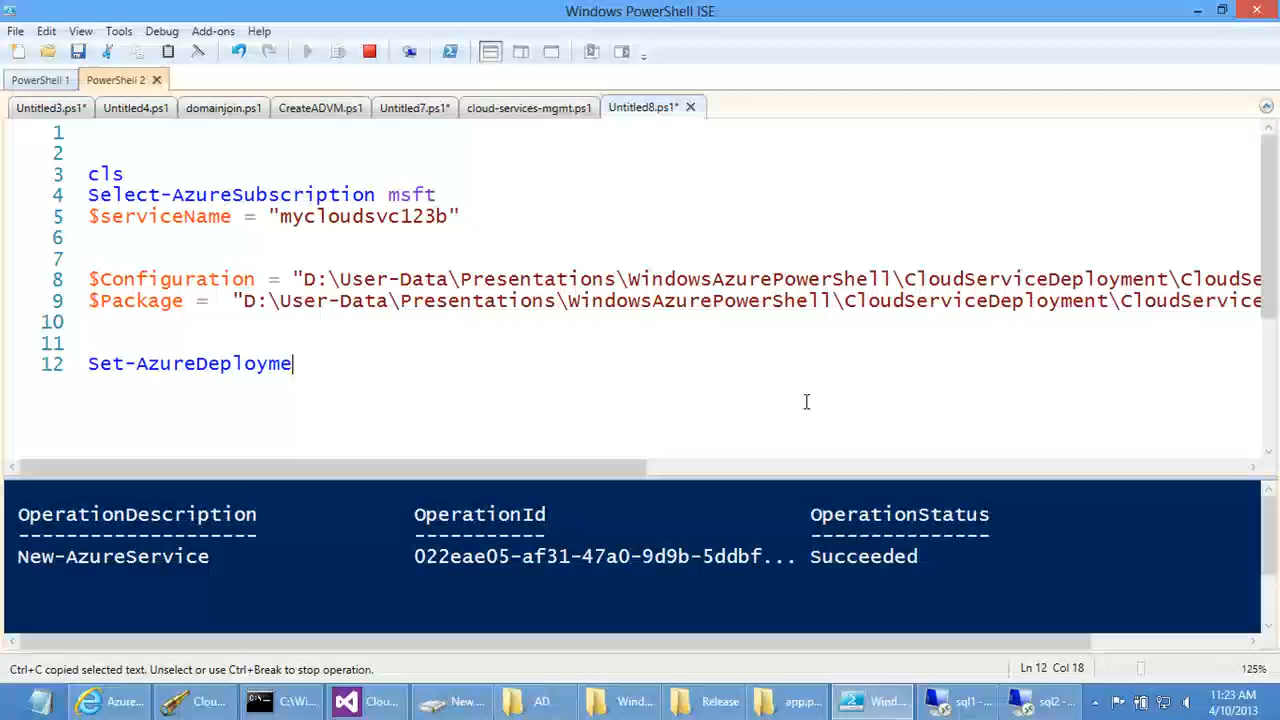 Windows PowerShell ISE
File Edit View Tools Debug Add-ons Help
PowerShell 1 PowerShell 2
Untitled3.ps1* Untitled4.ps1 domainjoin.ps1 CreateADVM.ps1 Untitled7.ps1* cloud-services-mgmt.ps1 Untitled8.ps1*
1
2
3 cls
4 Select-AzureSubscription msft
5 $serviceName = "mycloudsvc123b"
6
7
8 $Configuration = "D:\User-Data\Presentations\WindowsAzurePowerShell\CloudServiceDeployment\CloudSe
9 $Package = "D:\User-Data\Presentations\WindowsAzurePowerShell\CloudServiceDeployment\CloudService
10
11
12 Set-AzureDeployme
OperationDescription OperationId OperationStatus
-------------------- ----------- ---------------
New-AzureService 022eae05-af31-47a0-9d9b-5ddbf... Succeeded
Ctrl+C copied selected text. Unselect or use Ctrl+Break to stop operation. Ln 12 Col 18 125%
Azure... Clou... C:\Wi... Clou... New... AD Wind... Release app.p... Wind... sql1 -... sql2 -... 11:23 AM
4/10/2013